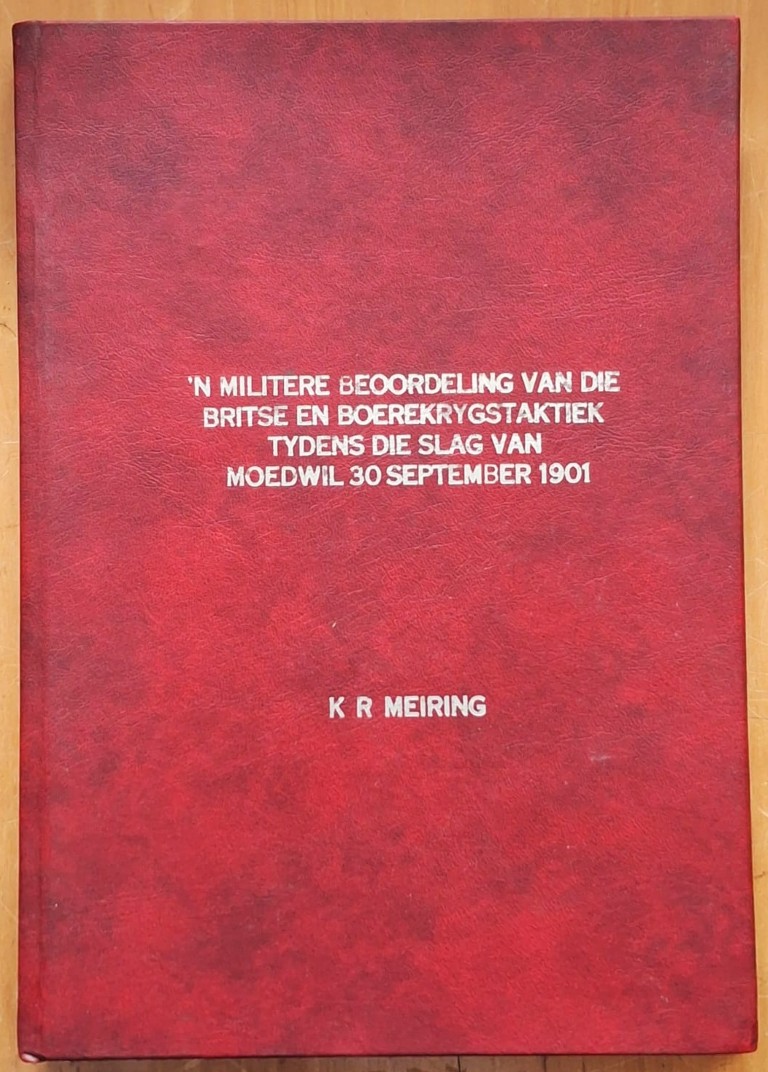 'N MILITERE BEOORDELING VAN DIE
BRITSE EN BOEREKRYGSTAKTIEK
TYDENS DIE SLAG VAN
MOEDWIL 30 SEPTEMBER 1901
K R MEIRING